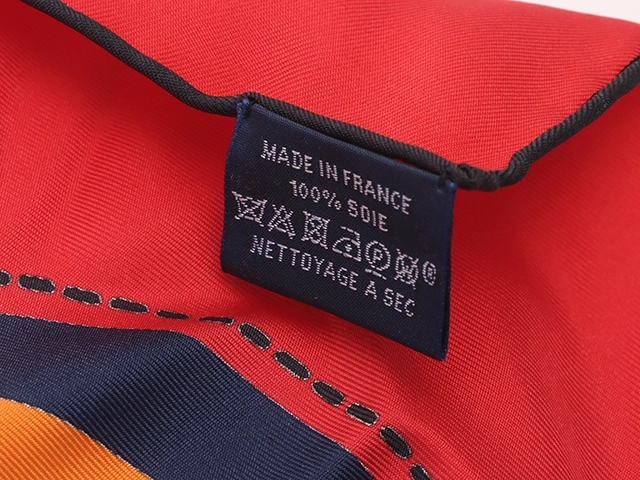 MADE IN FRANCE
100% SOIE
P ®
NETTOYAGE A SEC